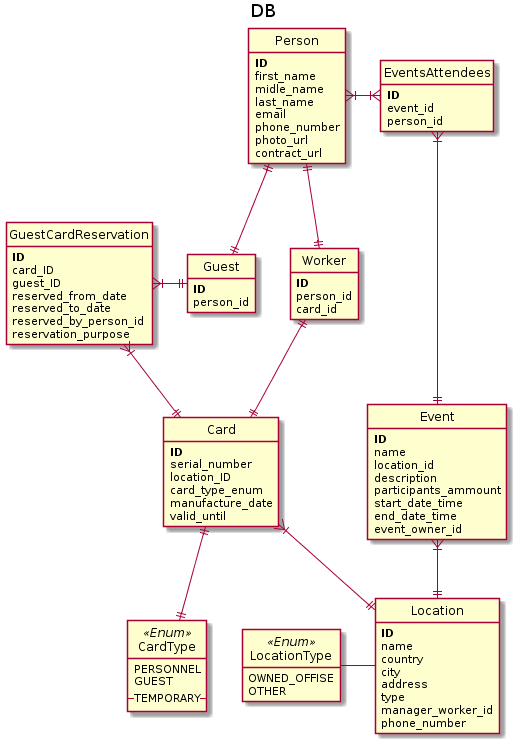 DB
Person
ID
first_name
midle_name
last_name
email
phone_number
photo_url
contract_url
EventsAttendees
ID
event_id
person_id
GuestCardReservation
ID
card_ID
guest_ID
reserved_from_date
reserved_to_date
reserved_by_person_id
reservation_purpose
Guest
ID
person_id
Worker
ID
person_id
card_id
Card
ID
serial_number
location_ID
card_type_enum
manufacture_date
valid_until
Event
ID
name
location_id
description
participants_ammount
start_date_time
end_date_time
event_owner_id
«Enum»
CardType
PERSONNEL
GUEST
TEMPORARY
«Enum»
LocationType
OWNED_OFFISE
OTHER
Location
ID
name
country
city
address
type
manager_worker_id
phone_number